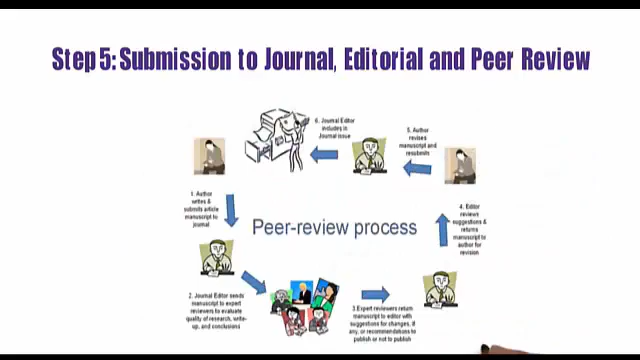 Step 5: Submission to Journal, Editorial and Peer Review
6. Journal Editor
includes in
Journal issue
5. Author
revises
manuscript and
resubmits
1. Author
writes &
submits article
manuscript to
journal
Peer-review process
4. Editor
reviews
suggestions &
returns
manuscript to
author for
revision
2. Journal Editor sends
manuscript to expert
reviewers to evaluate
quality of research, write-
up, and conclusions
3.Expert reviewers return
manuscript to editor with
suggestions for changes, if
any, or recommendations to
publish or not to publish